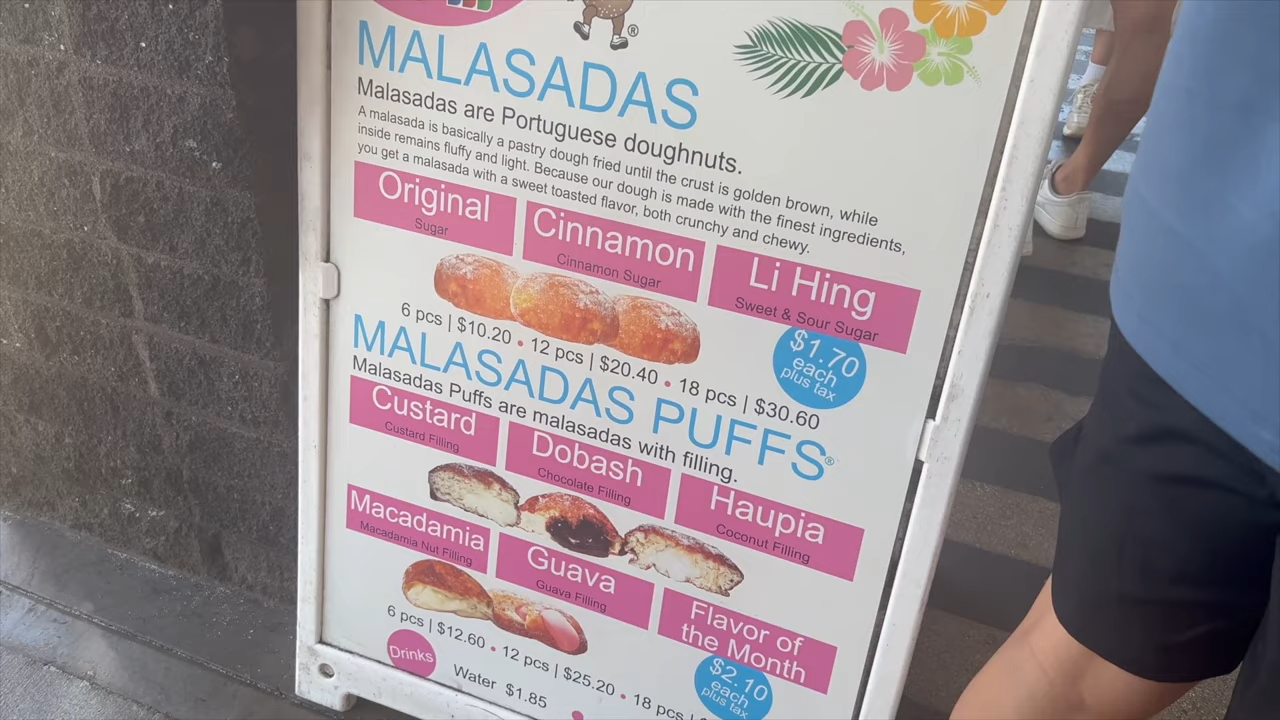 ®
MALASADAS
Malasadas are Portuguese doughnuts.
A malasada is basically a pastry dough fried until the crust is golden brown, while
inside remains fluffy and light. Because our dough is made with the finest ingredients,
you get a malasada with a sweet toasted flavor, both crunchy and chewy.
Original
Sugar
Cinnamon
Cinnamon Sugar
Li Hing
Sweet & Sour Sugar
6 pcs | $10.20 • 12 pcs | $20.40 • 18 pcs | $30.60
$1.70
each
plus tax
MALASADAS PUFFS®
Malasadas Puffs are malasadas with filling.
Custard
Custard Filling
Dobash
Chocolate Filling
Haupia
Coconut Filling
Macadamia
Macadamia Nut Filling
Guava
Guava Filling
Flavor of
the Month
6 pcs | $12.60 • 12 pcs | $25.20 • 18 pcs |
$2.10
each
plus tax
Drinks
Water $1.85